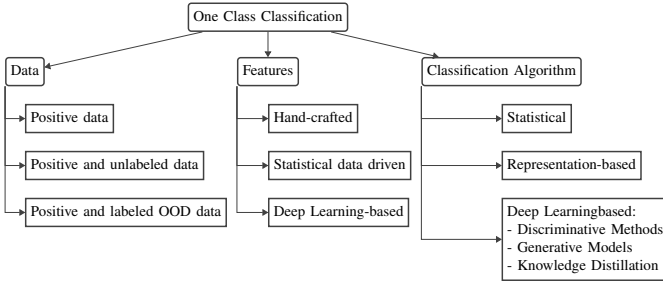 One Class Classification
Data
Features
Classification Algorithm
Positive data
Hand-crafted
Statistical
Positive and unlabeled data
Statistical data driven
Representation-based
Positive and labeled OOD data
Deep Learning-based
Deep Learningbased:
- Discriminative Methods
- Generative Models
- Knowledge Distillation